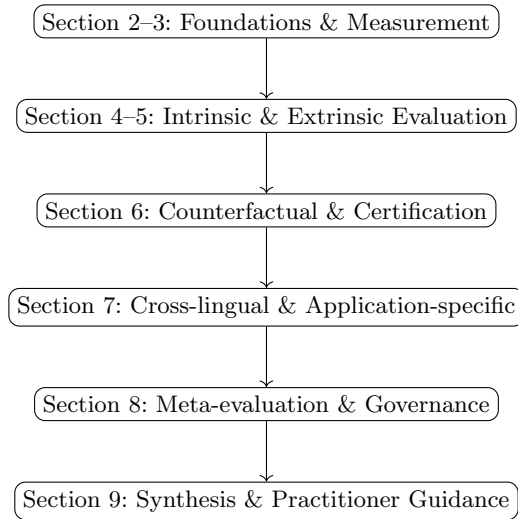 Section 2–3: Foundations & Measurement
Section 4–5: Intrinsic & Extrinsic Evaluation
Section 6: Counterfactual & Certification
Section 7: Cross-lingual & Application-specific
Section 8: Meta-evaluation & Governance
Section 9: Synthesis & Practitioner Guidance